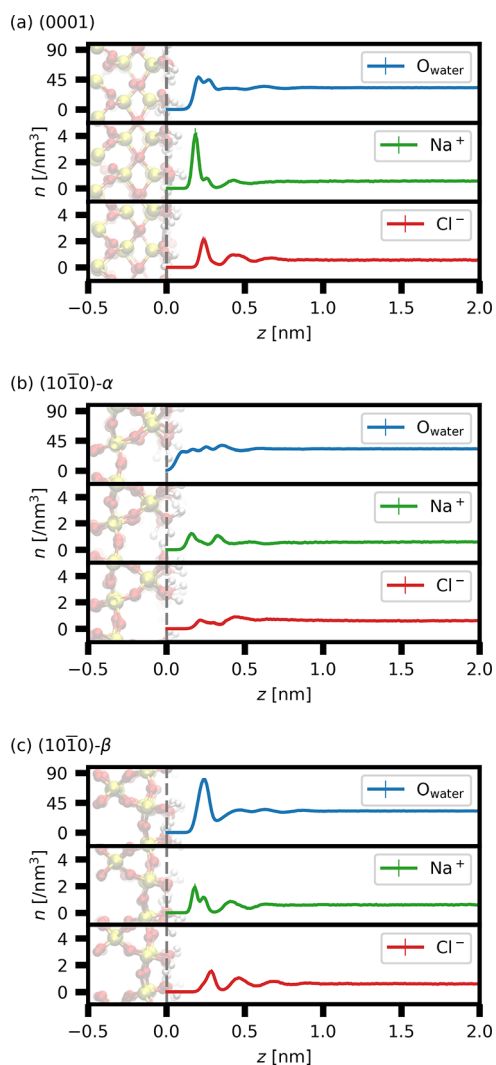 (a) (0001)
90
45
0
O_water
4
2
0
Na⁺
4
2
0
Cl⁻
n [/nm³]
−0.5 0.0 0.5 1.0 1.5 2.0
z [nm]
(b) (101̅0)-α
90
45
0
O_water
4
2
0
Na⁺
4
2
0
Cl⁻
n [/nm³]
−0.5 0.0 0.5 1.0 1.5 2.0
z [nm]
(c) (101̅0)-β
90
45
0
O_water
4
2
0
Na⁺
4
2
0
Cl⁻
n [/nm³]
−0.5 0.0 0.5 1.0 1.5 2.0
z [nm]